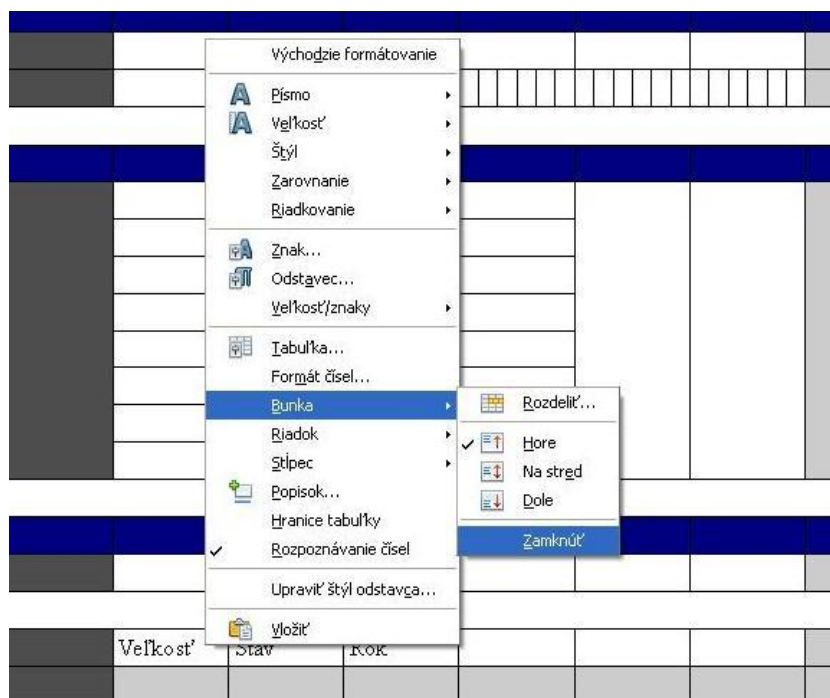 Východzie formátovanie
Písmo
Veľkosť
Štýl
Zarovnanie
Riadkovanie
Znak...
Odstavec...
Veľkosť/znaky
Tabuľka...
Formát čísel...
Bunka
Riadok
Stĺpec
Popisok...
Hranice tabuľky
Rozpoznávanie čísel
Upraviť štýl odstavca...
Vložiť
Rozdeliť...
Hore
Na stred
Dole
Zamknúť
Veľkosť Stav Rok